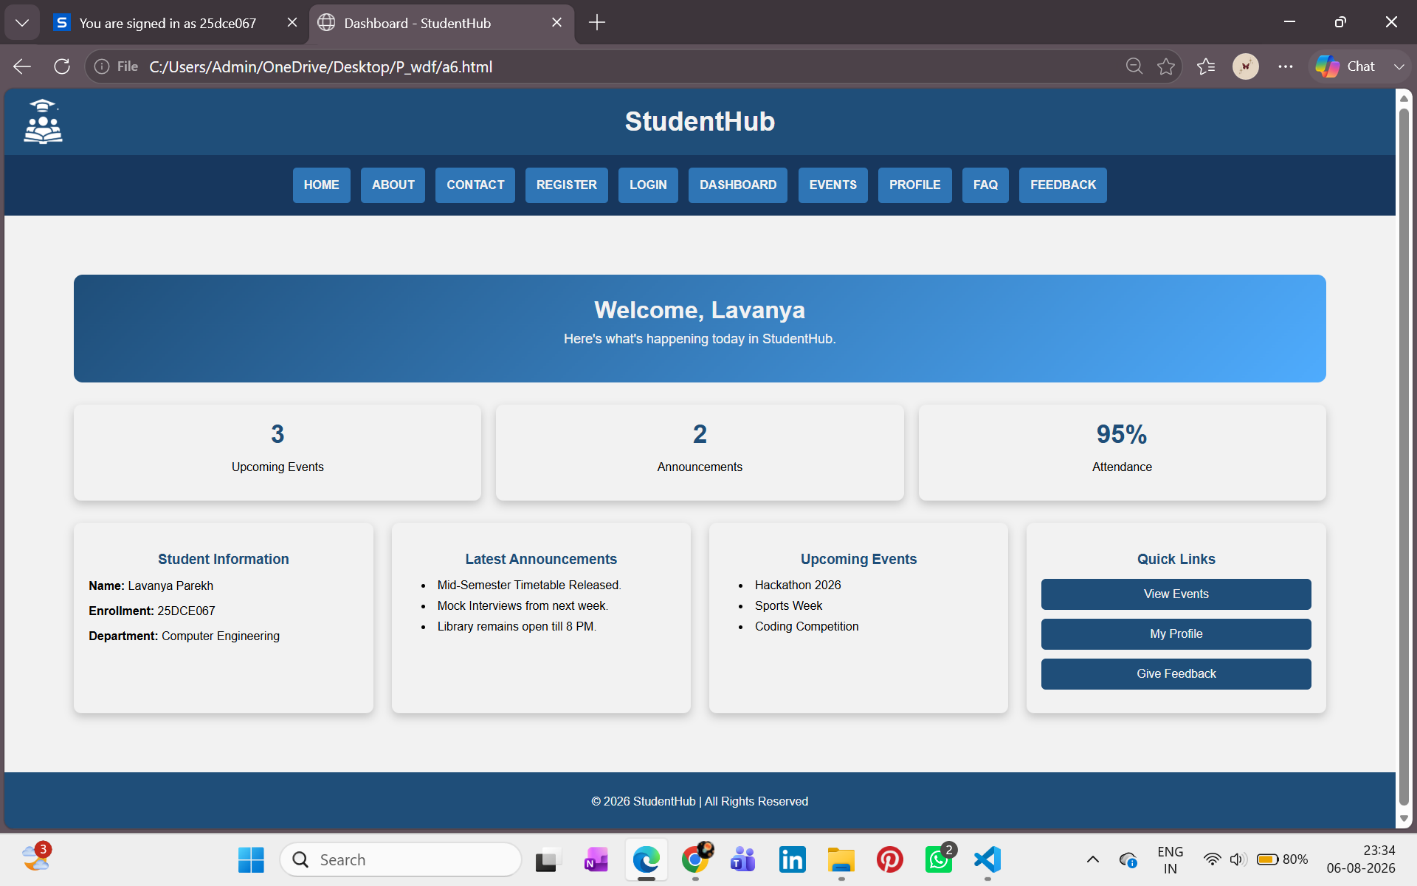 You are signed in as 25dce067
Dashboard - StudentHub
File C:/Users/Admin/OneDrive/Desktop/P_wdf/a6.html
Chat
StudentHub
HOME ABOUT CONTACT REGISTER LOGIN DASHBOARD EVENTS PROFILE FAQ FEEDBACK
Welcome, Lavanya
Here's what's happening today in StudentHub.
3
Upcoming Events
2
Announcements
95%
Attendance
Student Information
Name: Lavanya Parekh
Enrollment: 25DCE067
Department: Computer Engineering
Latest Announcements
• Mid-Semester Timetable Released.
• Mock Interviews from next week.
• Library remains open till 8 PM.
Upcoming Events
• Hackathon 2026
• Sports Week
• Coding Competition
Quick Links
View Events
My Profile
Give Feedback
© 2026 StudentHub | All Rights Reserved
3
Search
2
ENG
IN
80%
23:34
06-08-2026